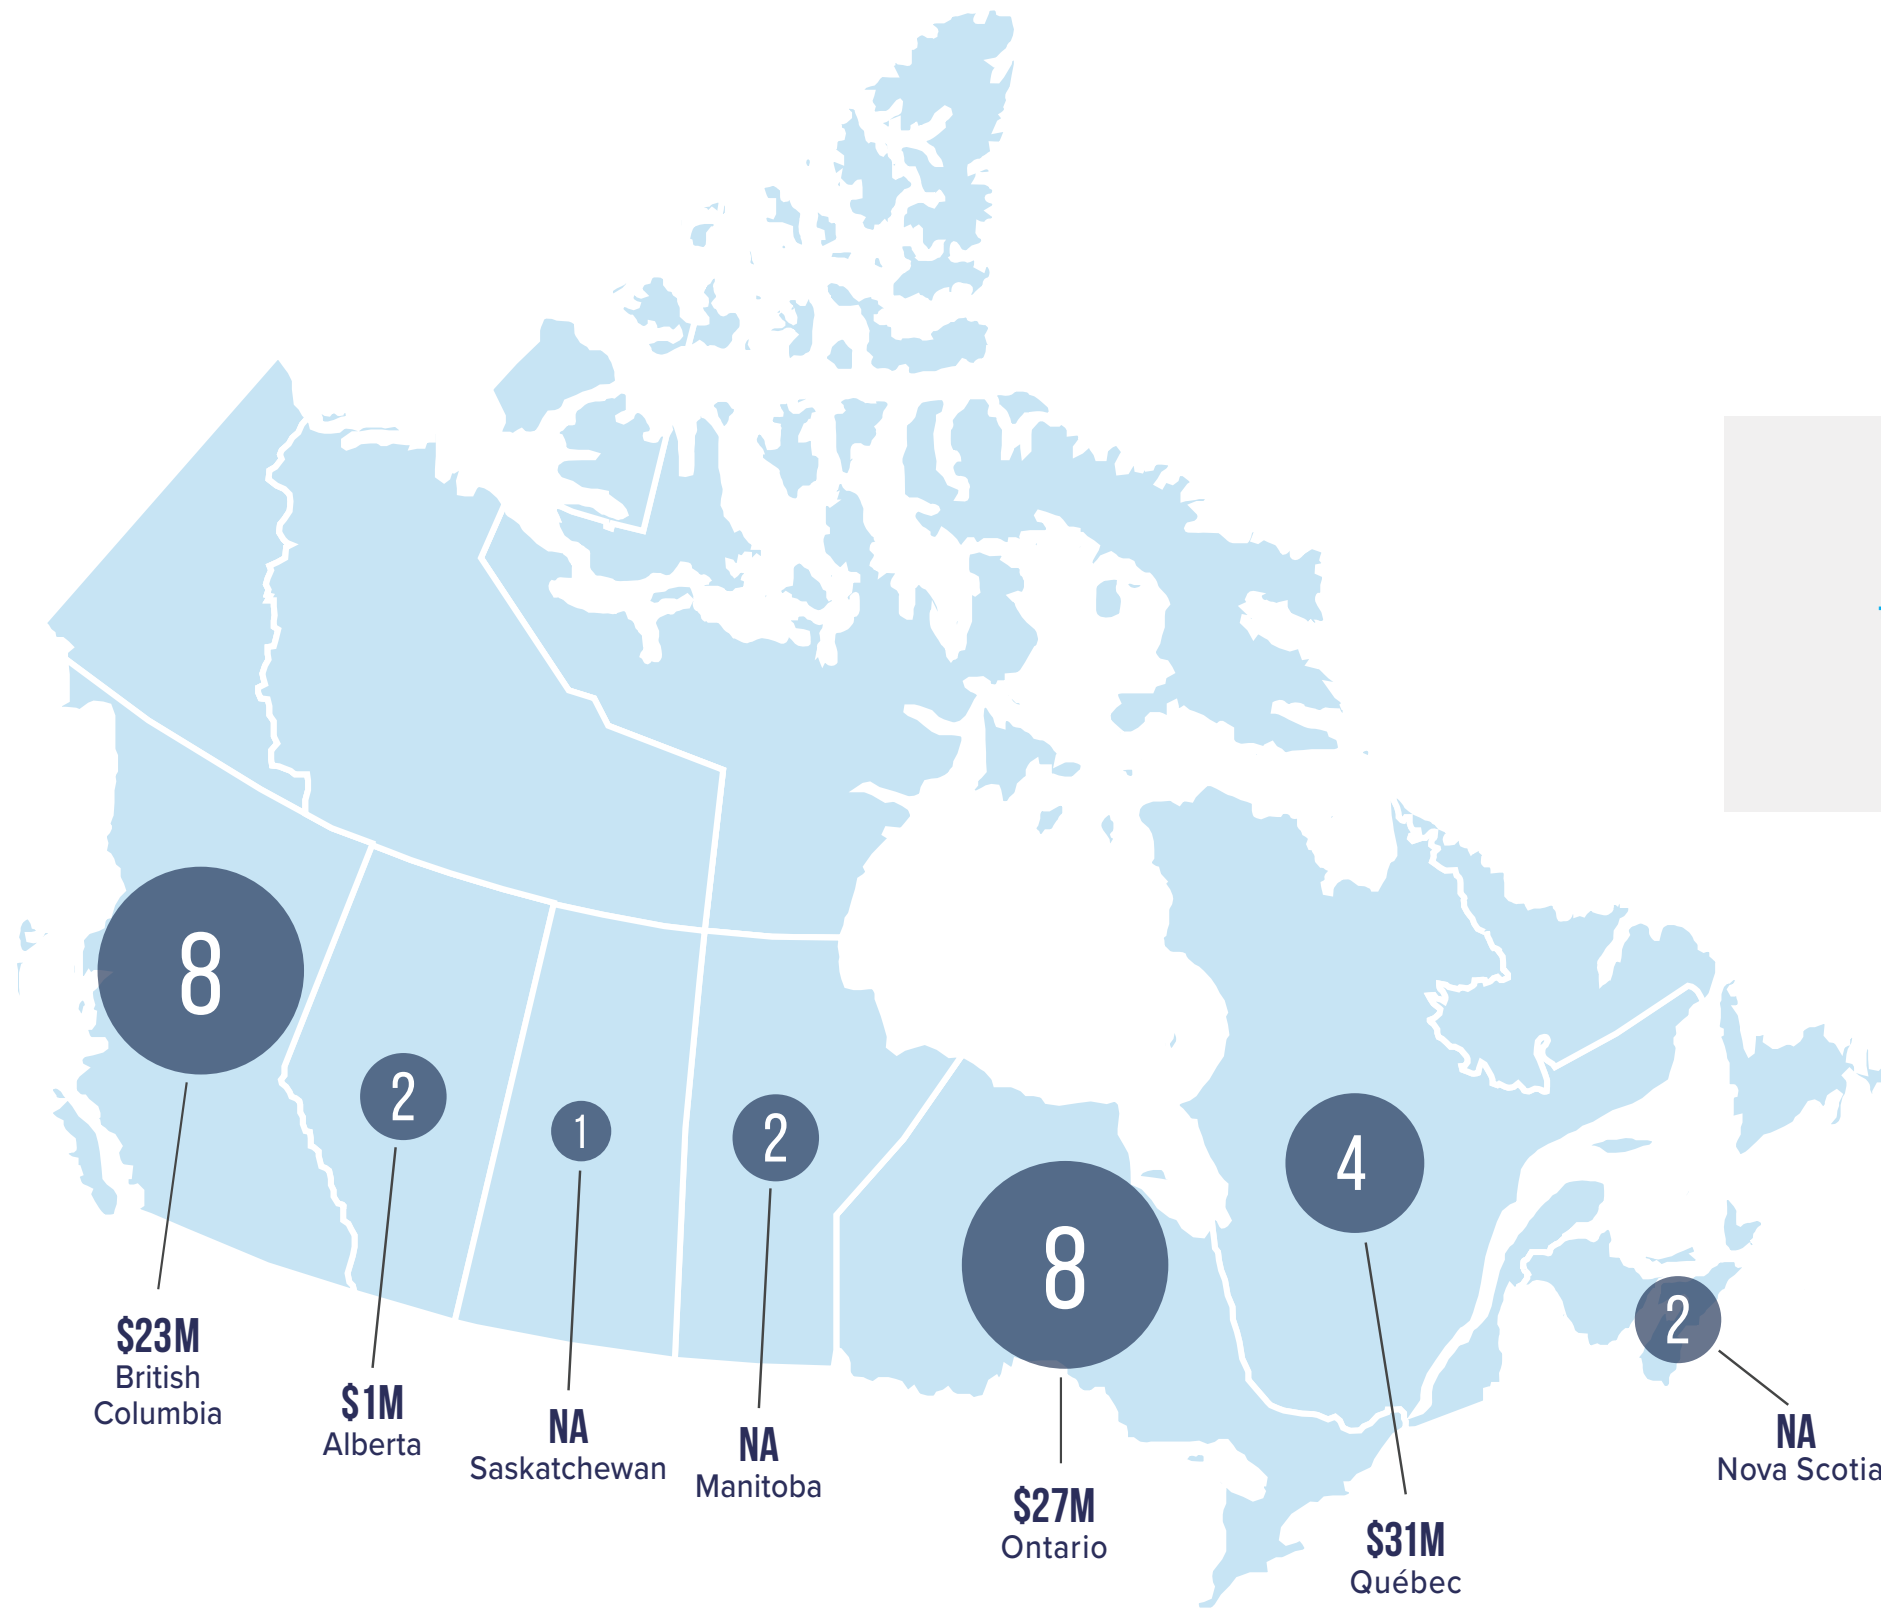 8
2
1
2
8
4
2
$23M
British
Columbia
$1M
Alberta
NA
Saskatchewan
NA
Manitoba
$27M
Ontario
$31M
Québec
NA
Nova Scotia